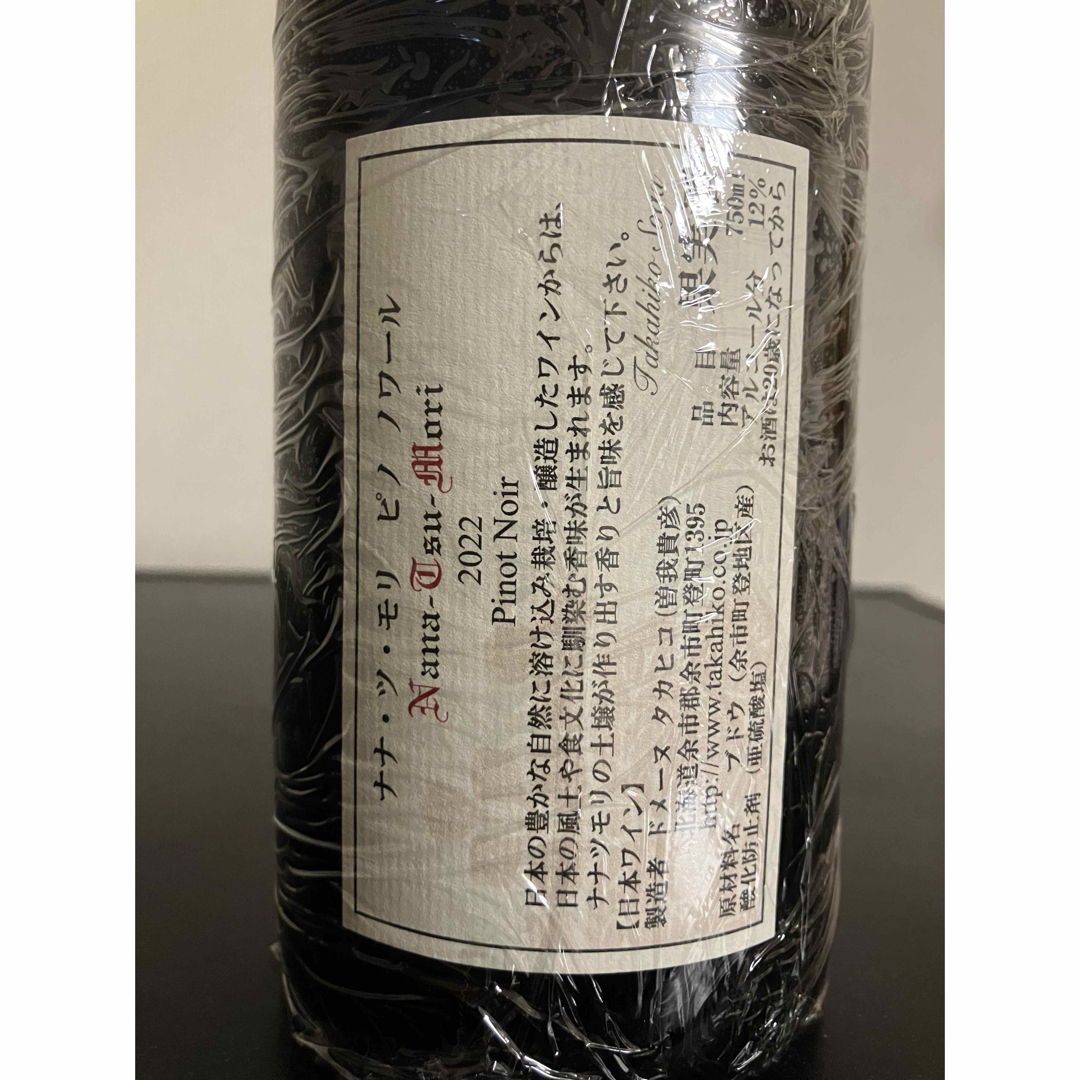 ナナ・ツ・モリ ピノ ノワール
Nana-Tsu-Mori
2022
Pinot Noir
日本の豊かな自然に溶け込み栽培・醸造したワインからは、
日本の風土や食文化に馴染む香味が生まれます。
ナナツモリの土壌が作り出す香りと旨味を感じて下さい。
Takahiko Soga
【日本ワイン】
製造者 ドメーヌ タカヒコ(曽我貴彦)
北海道余市郡余市町登町1395
http://www.takahiko.co.jp
原材料名 ブドウ（余市町登地区産）
酸化防止剤（亜硫酸塩）
品目 果実
内容量 750ml
アルコール分 12%
お酒は20歳になってから